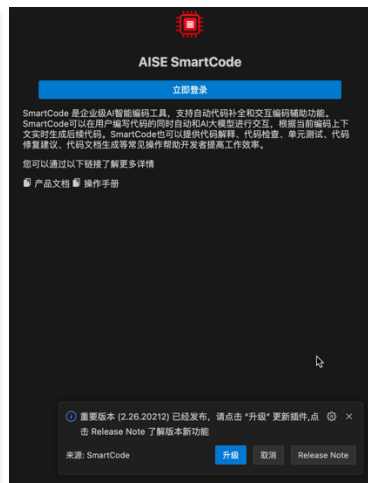 AISE SmartCode
立即登录
SmartCode 是企业级AI智能编码工具，支持自动代码补全和交互编码辅助功能。
SmartCode可以在用户编写代码的同时自动和AI大模型进行交互，根据当前编码上下
文实时生成后续代码。SmartCode也可以提供代码解释、代码检查、单元测试、代码
修复建议、代码文档生成等常见操作帮助开发者提高工作效率。
您可以通过以下链接了解更多详情
产品文档 操作手册
重要版本 (2.26.20212) 已经发布，请点击 “升级” 更新插件,点
击 Release Note 了解版本新功能
来源: SmartCode
升级 取消 Release Note